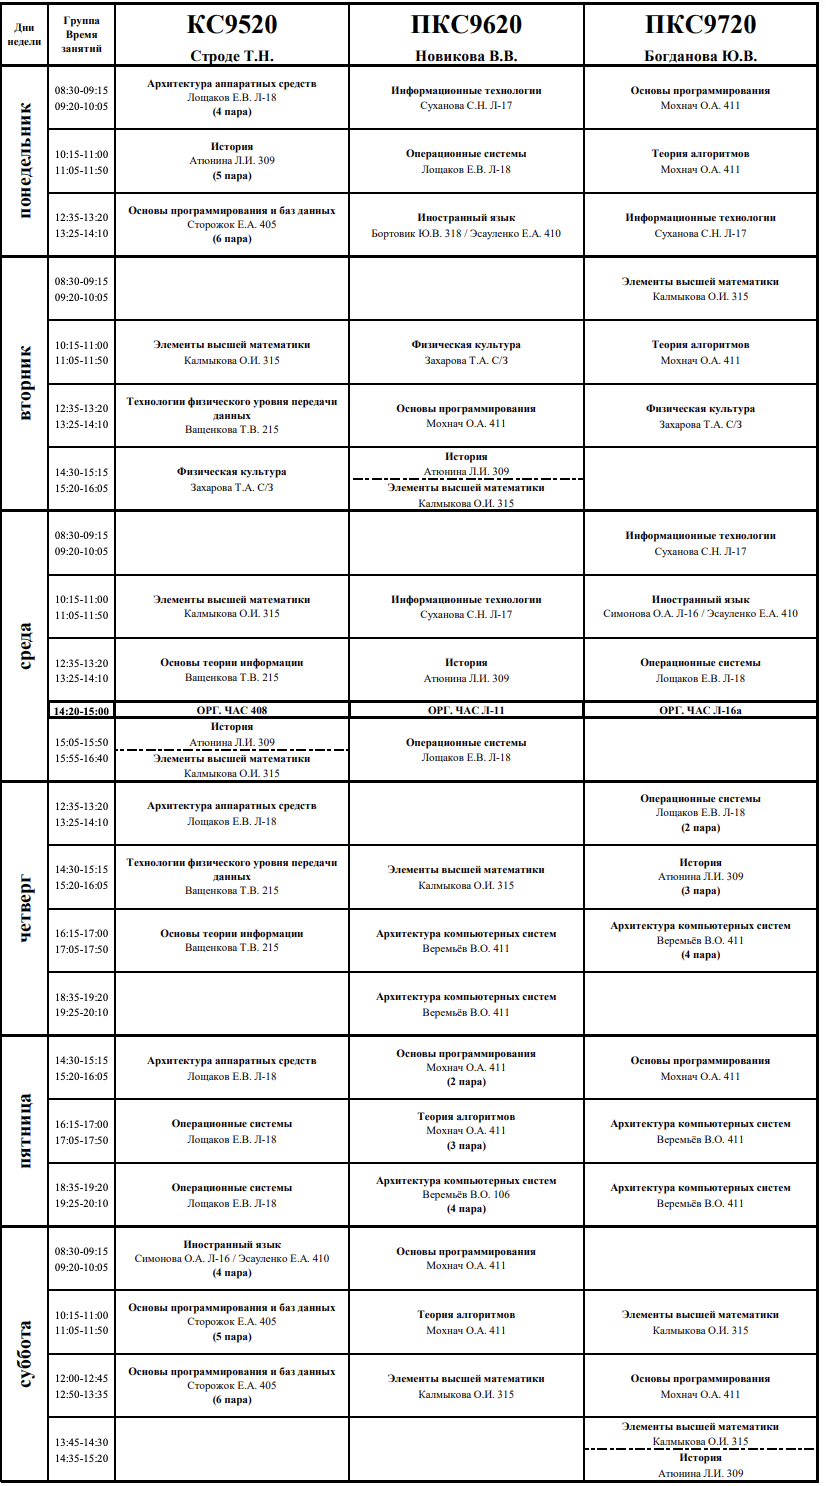 Дни
недели
Группа
Время
занятий
КС9520
Строде Т.Н.
ПКС9620
Новикова В.В.
ПКС9720
Богданова Ю.В.
понедельник
08:30-09:15
09:20-10:05
Архитектура аппаратных средств
Лощаков Е.В. Л-18
(4 пара)
Информационные технологии
Суханова С.Н. Л-17
Основы программирования
Мохнач О.А. 411
10:15-11:00
11:05-11:50
История
Атюнина Л.И. 309
(5 пара)
Операционные системы
Лощаков Е.В. Л-18
Теория алгоритмов
Мохнач О.А. 411
12:35-13:20
13:25-14:10
Основы программирования и баз данных
Сторожок Е.А. 405
(6 пара)
Иностранный язык
Бортовик Ю.В. 318 / Эсауленко Е.А. 410
Информационные технологии
Суханова С.Н. Л-17
вторник
08:30-09:15
09:20-10:05
Элементы высшей математики
Калмыкова О.И. 315
10:15-11:00
11:05-11:50
Элементы высшей математики
Калмыкова О.И. 315
Физическая культура
Захарова Т.А. С/З
Теория алгоритмов
Мохнач О.А. 411
12:35-13:20
13:25-14:10
Технологии физического уровня передачи
данных
Ващенкова Т.В. 215
Основы программирования
Мохнач О.А. 411
Физическая культура
Захарова Т.А. С/З
14:30-15:15
15:20-16:05
Физическая культура
Захарова Т.А. С/З
История
Атюнина Л.И. 309
Элементы высшей математики
Калмыкова О.И. 315
среда
08:30-09:15
09:20-10:05
Информационные технологии
Суханова С.Н. Л-17
10:15-11:00
11:05-11:50
Элементы высшей математики
Калмыкова О.И. 315
Информационные технологии
Суханова С.Н. Л-17
Иностранный язык
Симонова О.А. Л-16 / Эсауленко Е.А. 410
12:35-13:20
13:25-14:10
Основы теории информации
Ващенкова Т.В. 215
История
Атюнина Л.И. 309
Операционные системы
Лощаков Е.В. Л-18
14:20-15:00
ОРГ. ЧАС 408
ОРГ. ЧАС Л-11
ОРГ. ЧАС Л-16а
15:05-15:50
15:55-16:40
История
Атюнина Л.И. 309
Элементы высшей математики
Калмыкова О.И. 315
Операционные системы
Лощаков Е.В. Л-18
четверг
12:35-13:20
13:25-14:10
Архитектура аппаратных средств
Лощаков Е.В. Л-18
Операционные системы
Лощаков Е.В. Л-18
(2 пара)
14:30-15:15
15:20-16:05
Технологии физического уровня передачи
данных
Ващенкова Т.В. 215
Элементы высшей математики
Калмыкова О.И. 315
История
Атюнина Л.И. 309
(3 пара)
16:15-17:00
17:05-17:50
Основы теории информации
Ващенкова Т.В. 215
Архитектура компьютерных систем
Веремьёв В.О. 411
Архитектура компьютерных систем
Веремьёв В.О. 411
(4 пара)
18:35-19:20
19:25-20:10
Архитектура компьютерных систем
Веремьёв В.О. 411
пятница
14:30-15:15
15:20-16:05
Архитектура аппаратных средств
Лощаков Е.В. Л-18
Основы программирования
Мохнач О.А. 411
(2 пара)
Основы программирования
Мохнач О.А. 411
16:15-17:00
17:05-17:50
Операционные системы
Лощаков Е.В. Л-18
Теория алгоритмов
Мохнач О.А. 411
(3 пара)
Архитектура компьютерных систем
Веремьёв В.О. 411
18:35-19:20
19:25-20:10
Операционные системы
Лощаков Е.В. Л-18
Архитектура компьютерных систем
Веремьёв В.О. 106
(4 пара)
Архитектура компьютерных систем
Веремьёв В.О. 411
суббота
08:30-09:15
09:20-10:05
Иностранный язык
Симонова О.А. Л-16 / Эсауленко Е.А. 410
(4 пара)
Основы программирования
Мохнач О.А. 411
10:15-11:00
11:05-11:50
Основы программирования и баз данных
Сторожок Е.А. 405
(5 пара)
Теория алгоритмов
Мохнач О.А. 411
Элементы высшей математики
Калмыкова О.И. 315
12:00-12:45
12:50-13:35
Основы программирования и баз данных
Сторожок Е.А. 405
(6 пара)
Элементы высшей математики
Калмыкова О.И. 315
Основы программирования
Мохнач О.А. 411
13:45-14:30
14:35-15:20
Элементы высшей математики
Калмыкова О.И. 315
История
Атюнина Л.И. 309